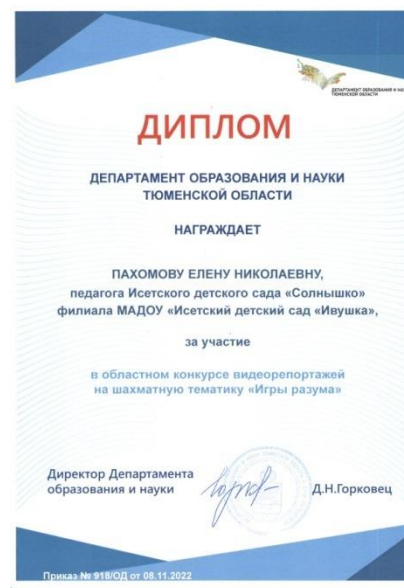 ДЕПАРТАМЕНТ ОБРАЗОВАНИЯ И НАУКИ
ТЮМЕНСКОЙ ОБЛАСТИ
ДИПЛОМ
ДЕПАРТАМЕНТ ОБРАЗОВАНИЯ И НАУКИ
ТЮМЕНСКОЙ ОБЛАСТИ
НАГРАЖДАЕТ
ПАХОМОВУ ЕЛЕНУ НИКОЛАЕВНУ,
педагога Исетского детского сада «Солнышко»
филиала МАДОУ «Исетский детский сад «Ивушка»,
за участие
в областном конкурсе видеорепортажей
на шахматную тематику «Игры разума»
Директор Департамента
образования и науки
Д.Н.Горковец
Приказ № 918/ОД от 08.11.2022